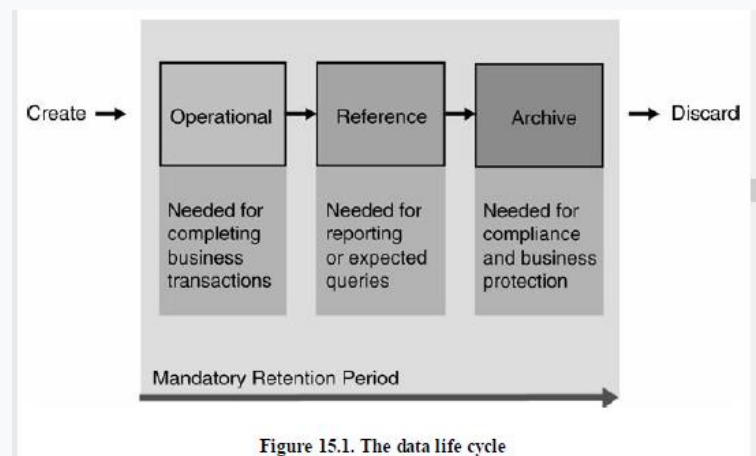 Create
Operational
Reference
Archive
Discard
Needed for
completing
business
transactions
Needed for
reporting
or expected
queries
Needed for
compliance
and business
protection
Mandatory Retention Period
Figure 15.1. The data life cycle